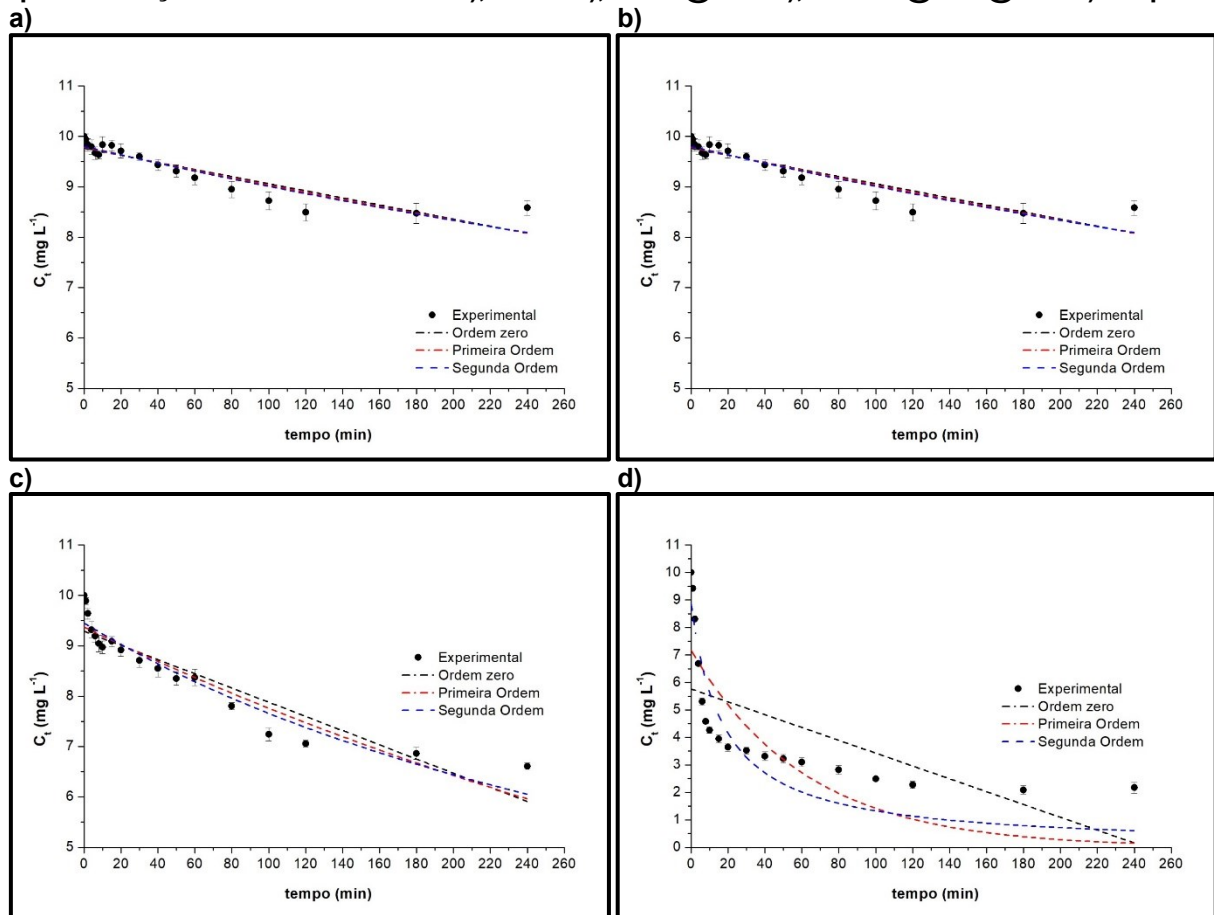 a)
b)
11
10
9
8
7
6
5
C_t (mg L⁻¹)
Experimental
Ordem zero
Primeira Ordem
Segunda Ordem
0 20 40 60 80 100 120 140 160 180 200 220 240 260
tempo (min)
11
10
9
8
7
6
5
C_t (mg L⁻¹)
Experimental
Ordem zero
Primeira Ordem
Segunda Ordem
0 20 40 60 80 100 120 140 160 180 200 220 240 260
tempo (min)
c)
d)
11
10
9
8
7
6
5
C_t (mg L⁻¹)
Experimental
Ordem zero
Primeira Ordem
Segunda Ordem
0 20 40 60 80 100 120 140 160 180 200 220 240 260
tempo (min)
11
10
9
8
7
6
5
4
3
2
1
0
C_t (mg L⁻¹)
Experimental
Ordem zero
Primeira Ordem
Segunda Ordem
0 20 40 60 80 100 120 140 160 180 200 220 240 260
tempo (min)